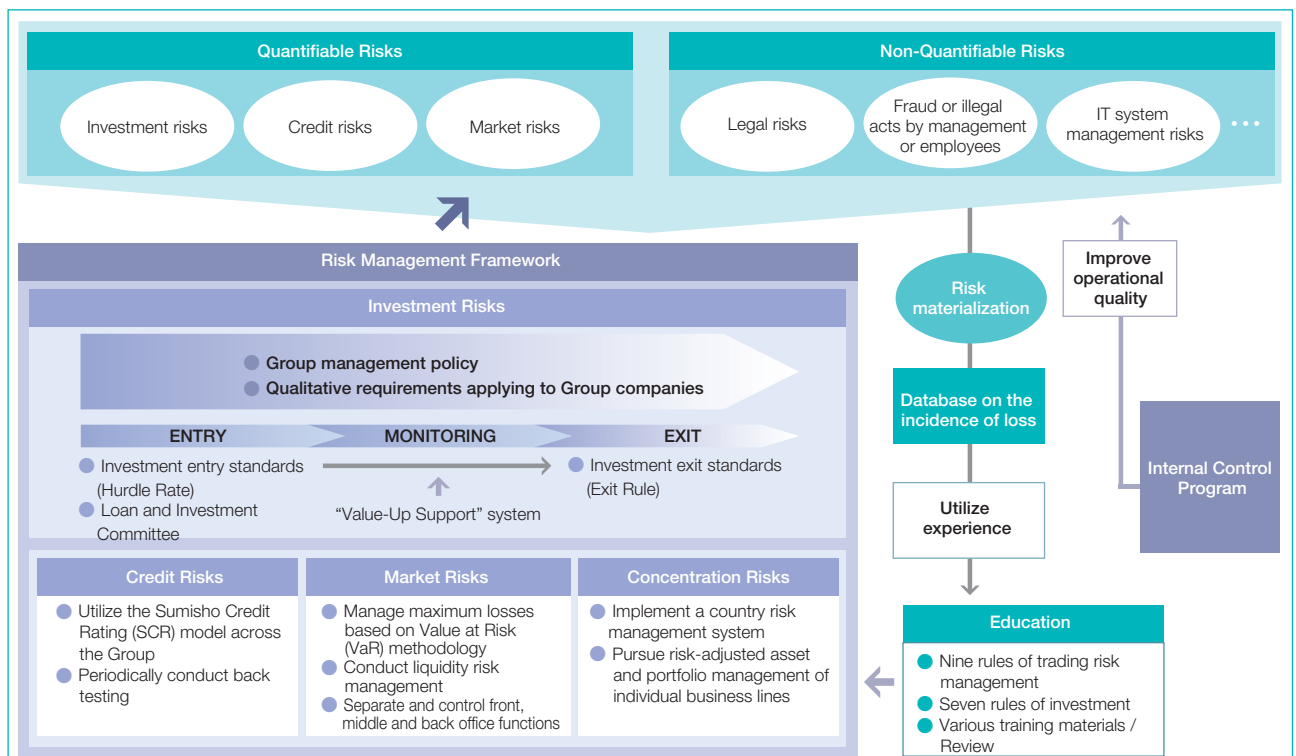 Quantifiable Risks
Investment risks
Credit risks
Market risks
Non-Quantifiable Risks
Legal risks
Fraud or illegal
acts by management
or employees
IT system
management risks
...
Risk Management Framework
Investment Risks
Group management policy
Qualitative requirements applying to Group companies
ENTRY
MONITORING
EXIT
Investment entry standards
(Hurdle Rate)
Loan and Investment
Committee
“Value-Up Support” system
Investment exit standards
(Exit Rule)
Credit Risks
Utilize the Sumisho Credit
Rating (SCR) model across
the Group
Periodically conduct back
testing
Market Risks
Manage maximum losses
based on Value at Risk
(VaR) methodology
Conduct liquidity risk
management
Separate and control front,
middle and back office functions
Concentration Risks
Implement a country risk
management system
Pursue risk-adjusted asset
and portfolio management of
individual business lines
Risk
materialization
Database on the
incidence of loss
Utilize
experience
Education
Nine rules of trading risk
management
Seven rules of investment
Various training materials /
Review
Improve
operational
quality
Internal Control
Program